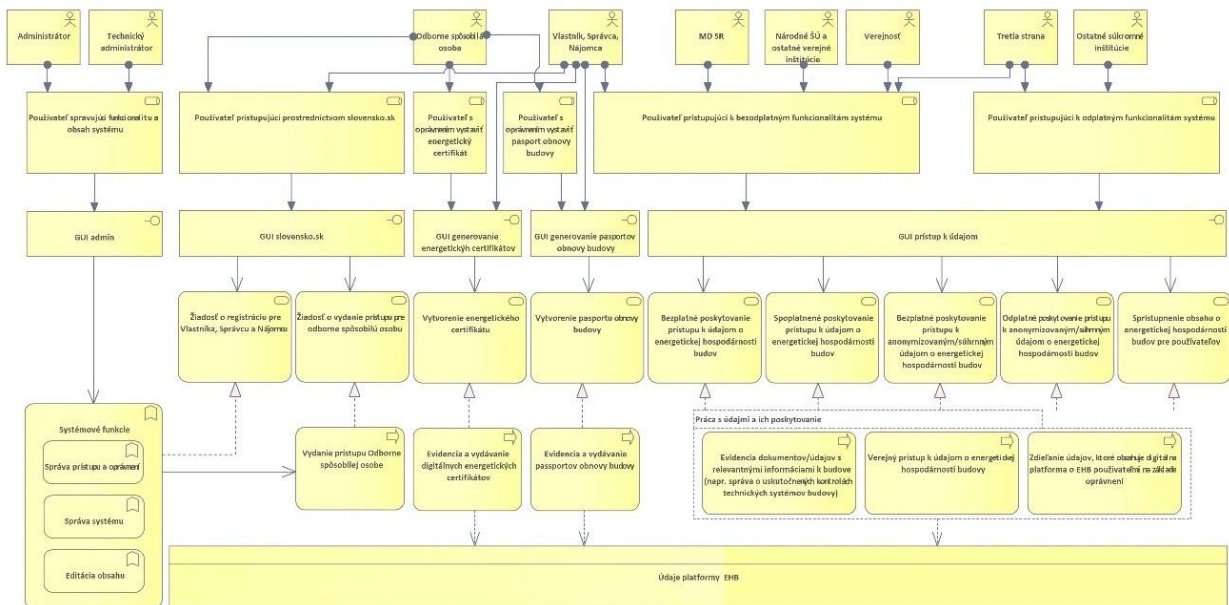 Administrátor
Technický
administrátor
Odborne spôsobilá
osoba
Vlastník, Správca,
Nájomca
MD SR
Národné ŠÚ a
ostatné verejné
inštitúcie
Verejnosť
Tretia strana
Ostatné súkromné
inštitúcie
Používateľ spravujúci funkcionalitu a
obsah systému
Používateľ pristupujúci prostredníctvom slovensko.sk
Používateľ s
oprávnením vystaviť
energetický
certifikát
Používateľ s
oprávnením vystaviť
pasport obnovy
budovy
Používateľ pristupujúci k bezodplatným funkcionalitám systému
Používateľ pristupujúci k odplatným funkcionalitám systému
GUI admin
GUI slovensko.sk
GUI generovanie
energetických certifikátov
GUI generovanie pasportov
obnovy budovy
GUI prístup k údajom
Žiadosť o registráciu pre
Vlastníka, Správcu a Nájomcu
Žiadosť o vydanie prístupu pre
odborne spôsobilú osobu
Vytvorenie energetického
certifikátu
Vytvorenie pasportu obnovy
budovy
Bezplatné poskytovanie
prístupu k údajom o
energetickej hospodárnosti
budov
Spoplatnené poskytovanie
prístupu k údajom o
energetickej hospodárnosti
budov
Bezplatné poskytovanie
prístupu k
anonymizovaným/súhrnným
údajom o energetickej
hospodárnosti budov
Odplatné poskytovanie prístupu
k anonymizovaným/súhrnným
údajom o energetickej
hospodárnosti budov
Sprístupnenie obsahu o
energetickej hospodárnosti
budov pre používateľov
Systémové funkcie
Správa prístupu a oprávnení
Správa systému
Editácia obsahu
Vydanie prístupu Odborne
spôsobilej osobe
Evidencia a vydávanie
digitálnych energetických
certifikátov
Evidencia a vydávanie
passportov obnovy budovy
Práca s údajmi a ich poskytovanie
Evidencia dokumentov/údajov s
relevantnými informáciami k budove
(napr. správa o uskutočnených kontrolách
technických systémov budovy)
Verejný prístup k údajom o energetickej
hospodárnosti budovy
Zdieľanie údajov, ktoré obsahuje digitálna
platforma o EHB používateľmi na základe
oprávnení
Údaje platformy EHB